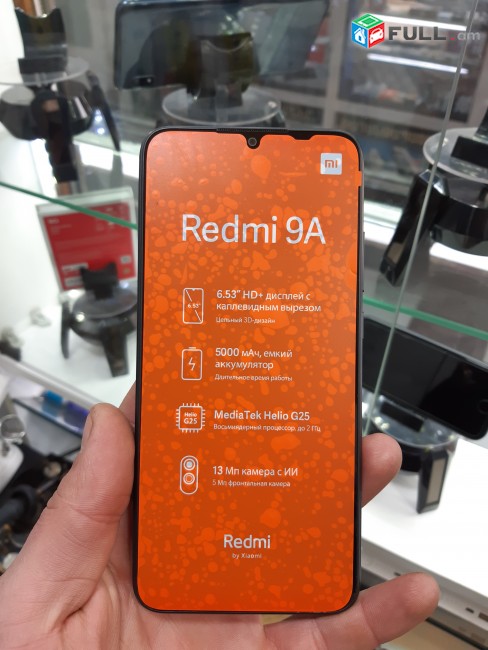 FULL.am
mi
Redmi 9A
6.53"
6.53" HD+ дисплей с
каплевидным вырезом
Цельный 3D-дизайн
5000 мАч, емкий
аккумулятор
Длительное время работы
Helio
G25
MediaTek Helio G25
Восьмиядерный процессор, до 2 ГГц
13 Мп камера с ИИ
5 Мп фронтальная камера
Redmi
by Xiaomi